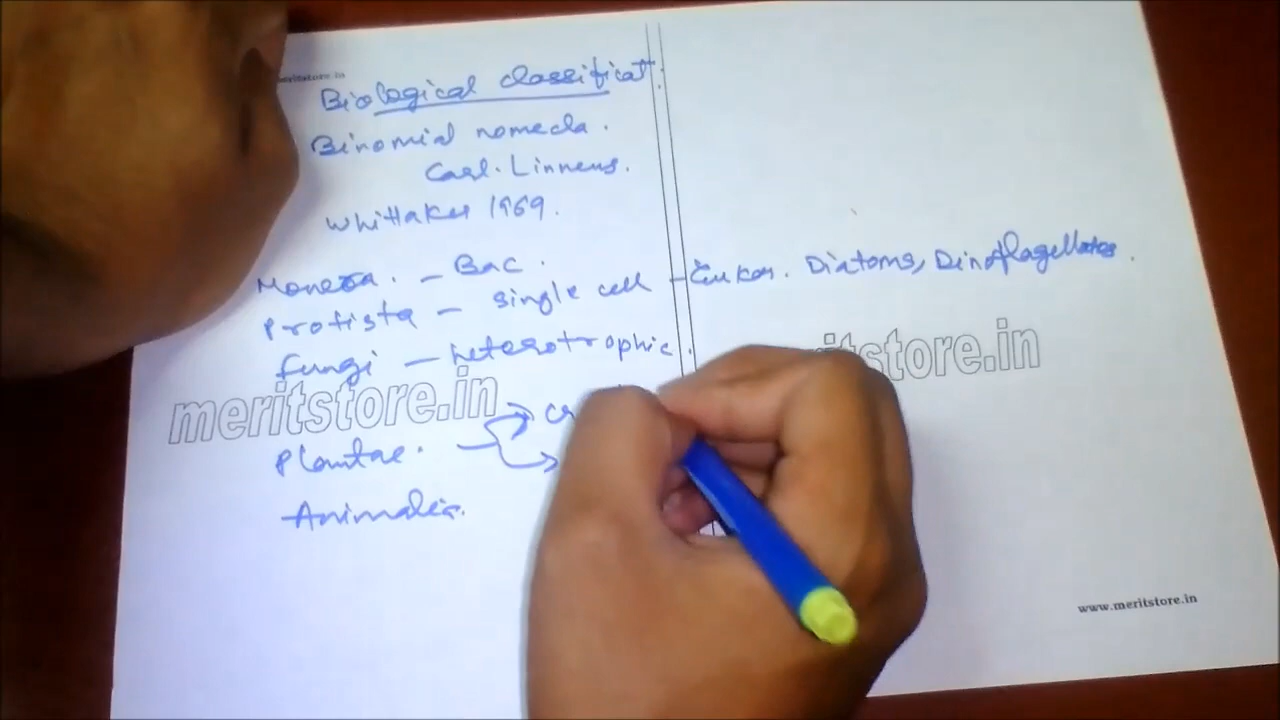 meritstore.in
Biological classificat.
Binomial nomecla.
Carl. Linneus.
Whittaker 1969.
Monera. - Bac.
Protista - single cell - Eukar. Diatoms, Dinoflagellates.
fungi - heterotrophic.
meritstore.in
meritstore.in
Plantae.
Animalia.
www.meritstore.in